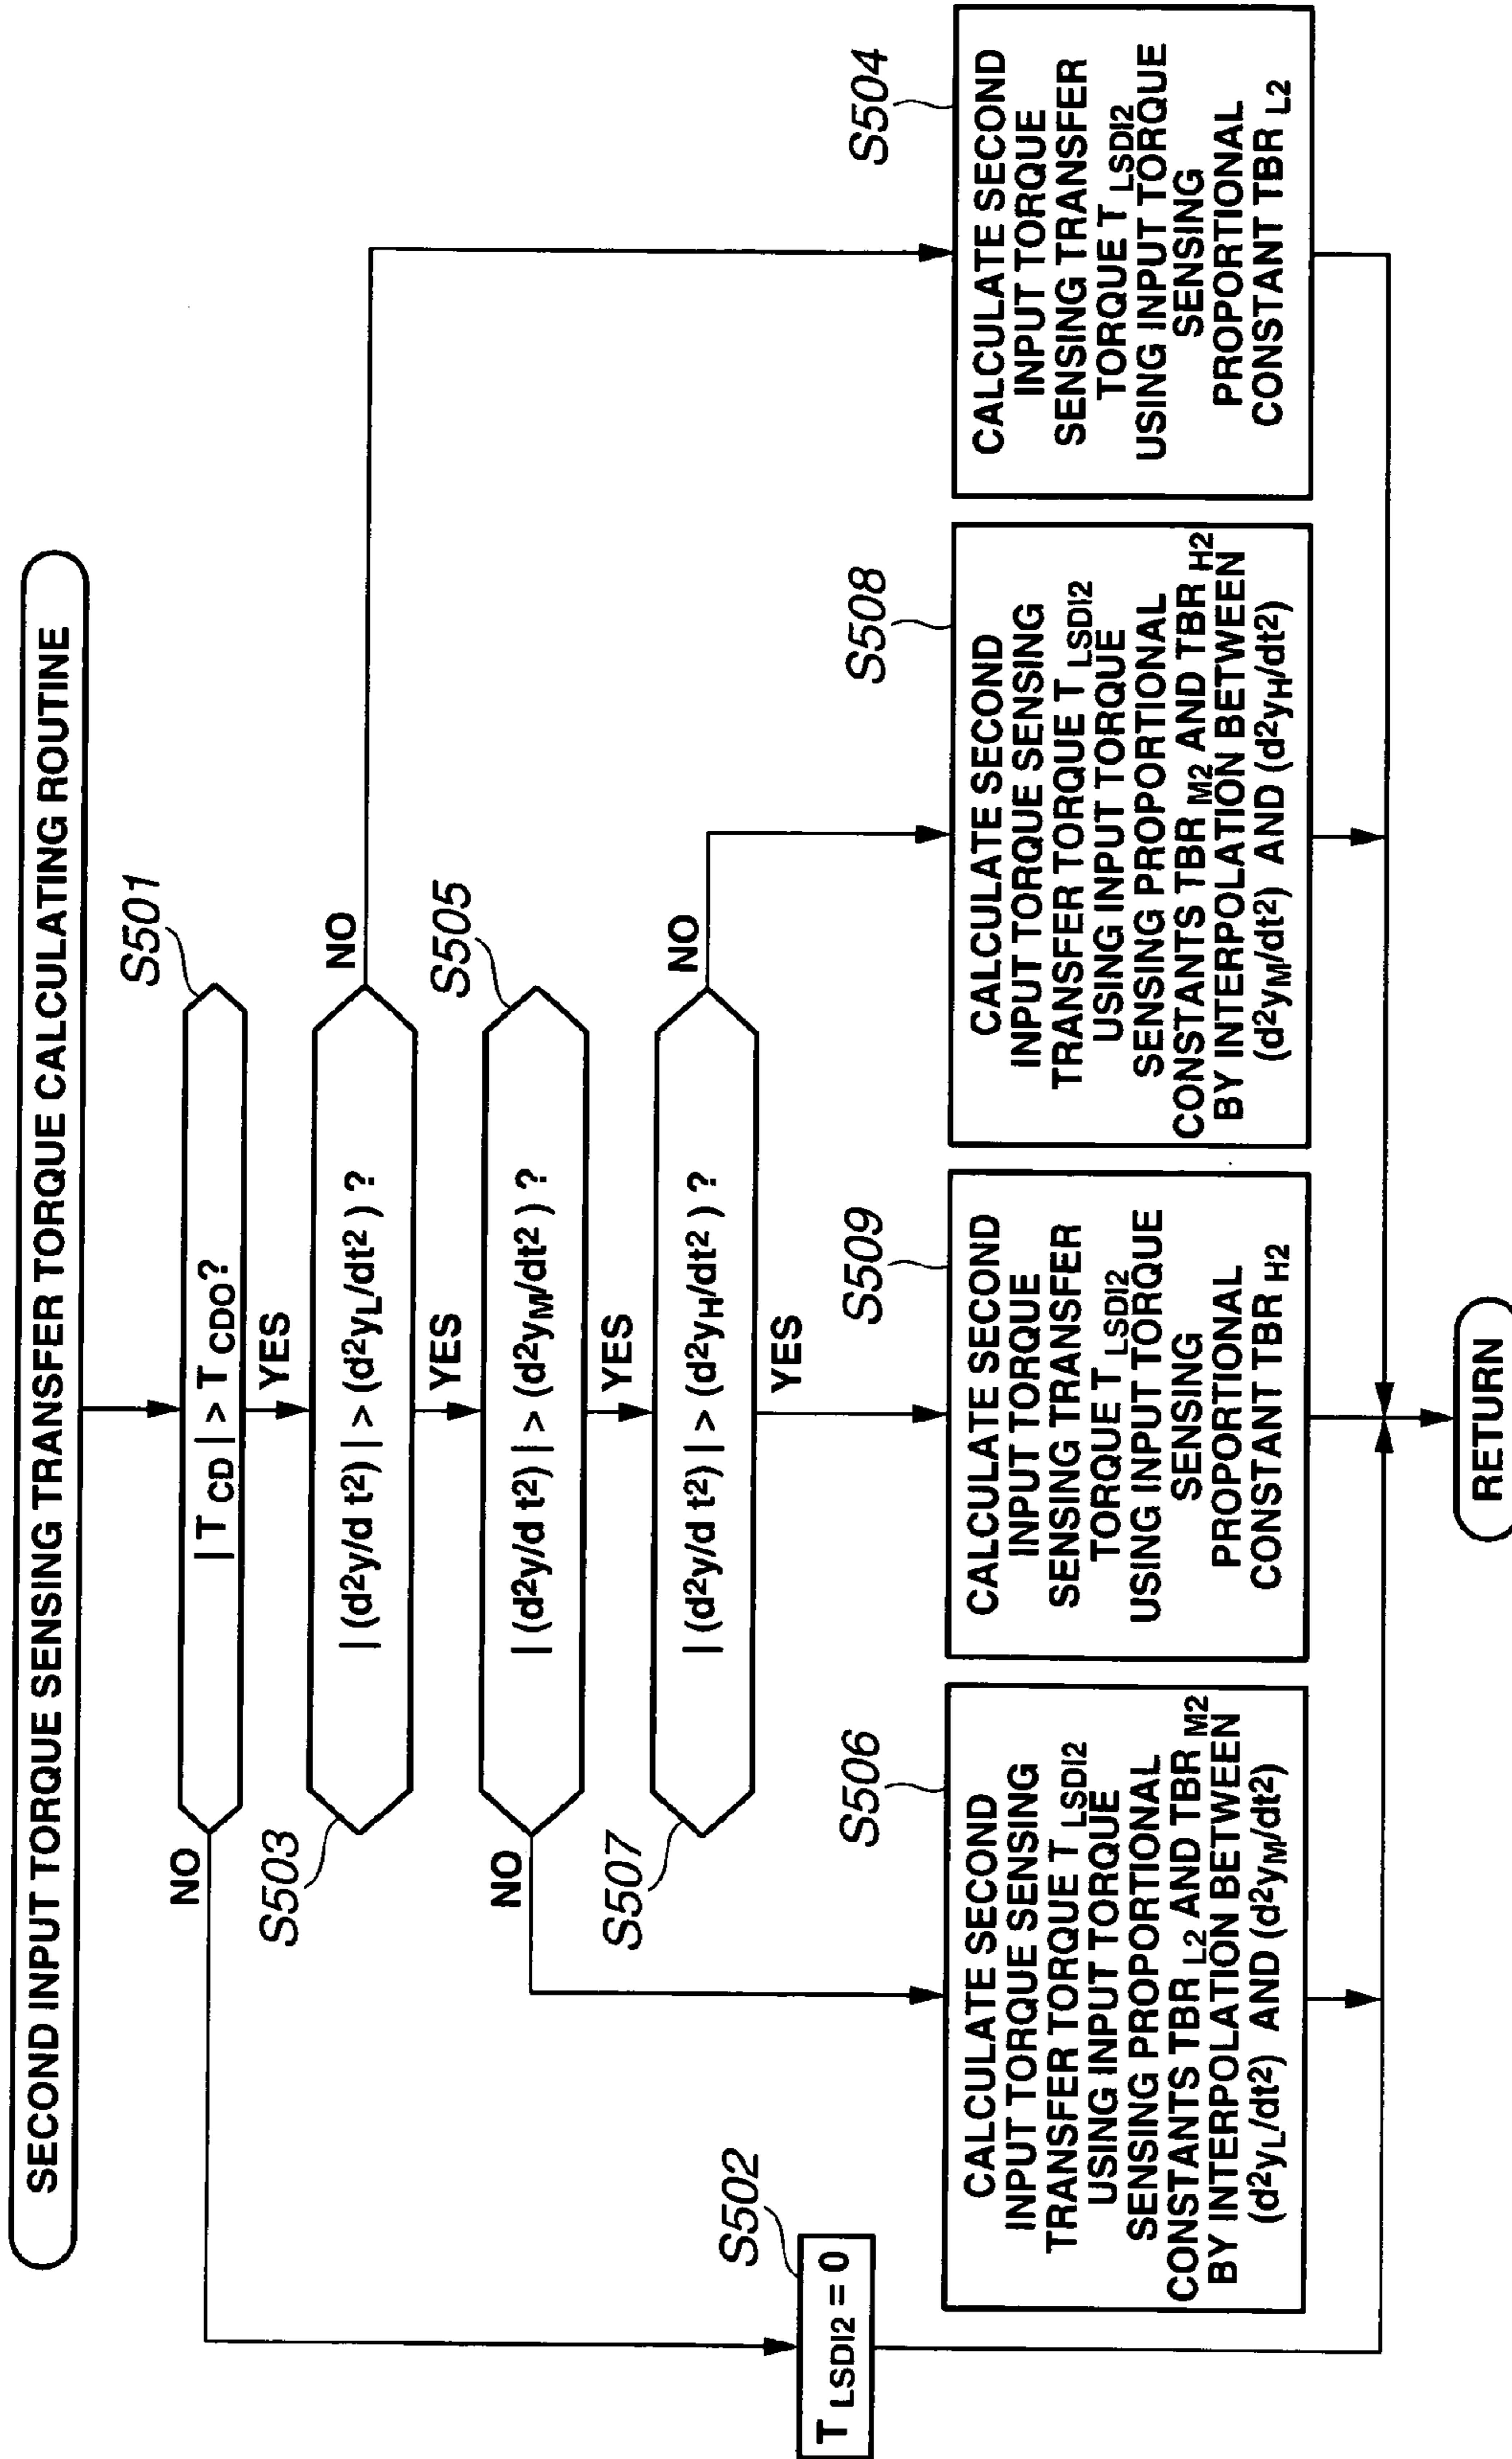 SECOND INPUT TORQUE SENSING TRANSFER TORQUE CALCULATING ROUTINE
S501
| T CD | > T CDO?
NO
YES
S503
| (d²y/d t²) | > (d²yL/dt² ) ?
NO
YES
S505
| (d²y/d t²) | > (d²yM/dt² ) ?
NO
YES
S507
| (d²y/d t²) | > (d²yH/dt² ) ?
NO
YES
S502
T LSDI2 = 0
S506
CALCULATE SECOND
INPUT TORQUE SENSING
TRANSFER TORQUE T LSDI2
USING INPUT TORQUE
SENSING PROPORTIONAL
CONSTANTS TBR L2 AND TBR M2
BY INTERPOLATION BETWEEN
(d²yL/dt²) AND (d²yM/dt²)
S509
CALCULATE SECOND
INPUT TORQUE
SENSING TRANSFER
TORQUE T LSDI2
USING INPUT TORQUE
SENSING
PROPORTIONAL
CONSTANT TBR H2
S508
CALCULATE SECOND
INPUT TORQUE SENSING
TRANSFER TORQUE T LSDI2
USING INPUT TORQUE
SENSING PROPORTIONAL
CONSTANTS TBR M2 AND TBR H2
BY INTERPOLATION BETWEEN
(d²yM/dt²) AND (d²yH/dt²)
S504
CALCULATE SECOND
INPUT TORQUE
SENSING TRANSFER
TORQUE T LSDI2
USING INPUT TORQUE
SENSING
PROPORTIONAL
CONSTANT TBR L2
RETURN